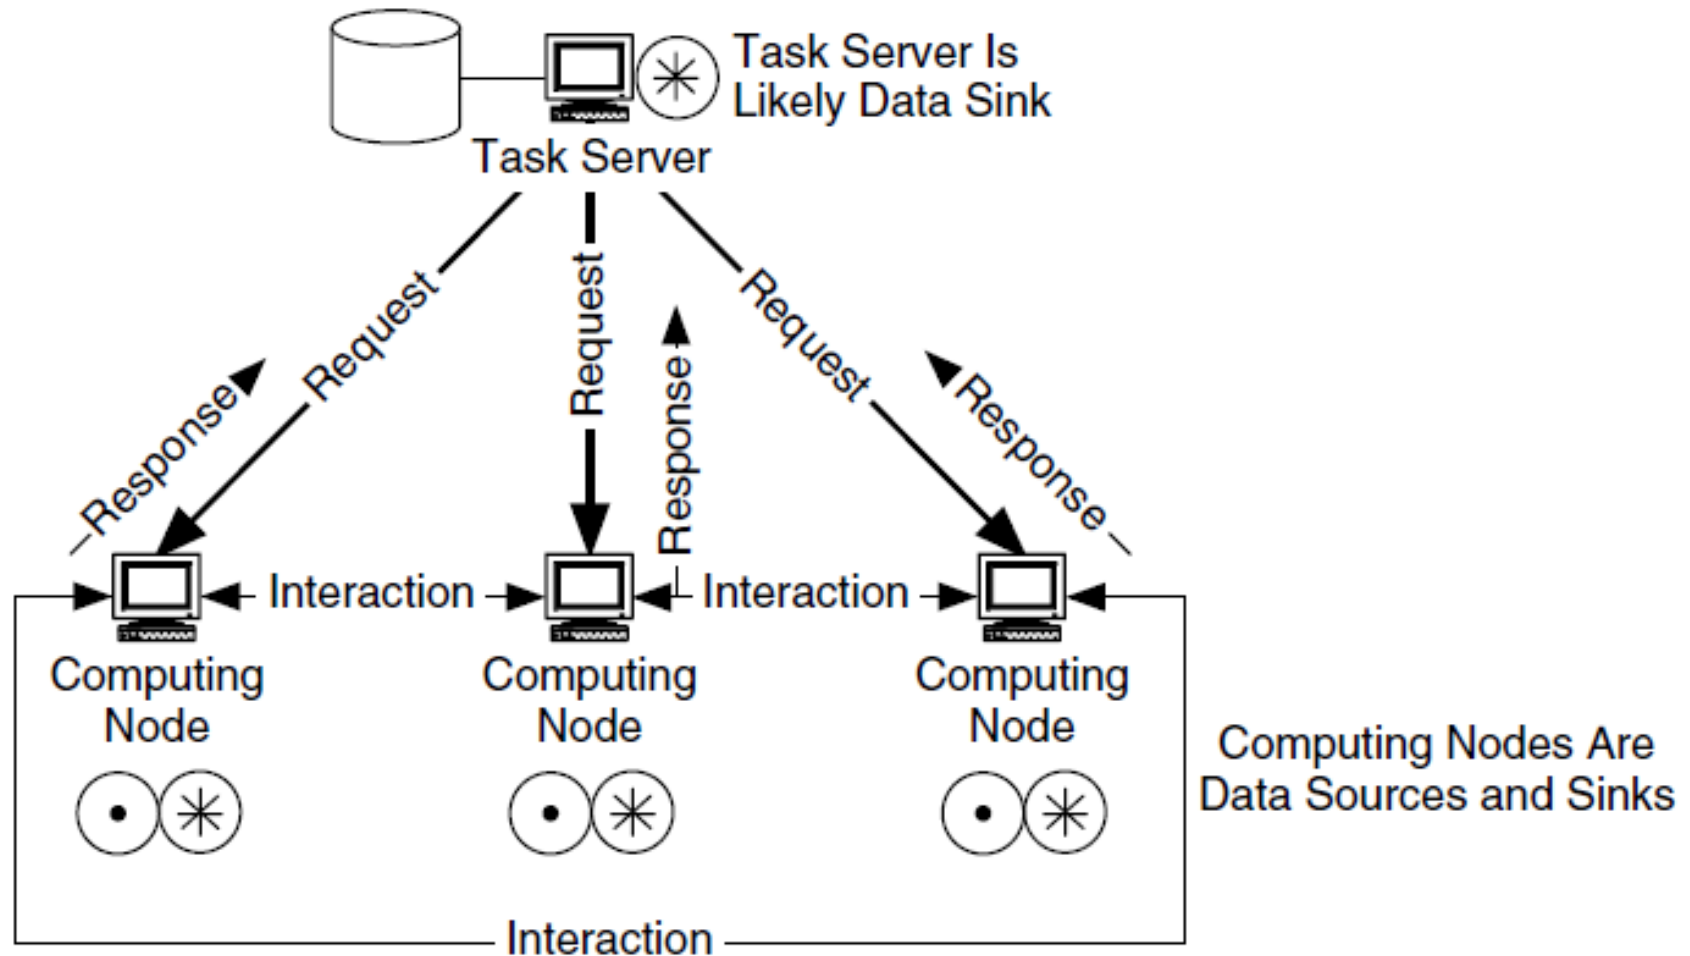 Task Server Is
Likely Data Sink
Task Server
Request
Request
Request
Response
Response
Response
Interaction
Interaction
Computing
Node
Computing
Node
Computing
Node
Computing Nodes Are
Data Sources and Sinks
Interaction